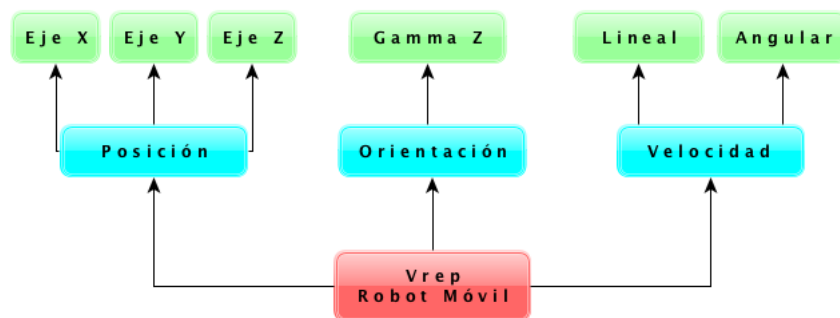 Eje X
Eje Y
Eje Z
Gamma Z
Lineal
Angular
Posición
Orientación
Velocidad
Vrep
Robot Móvil